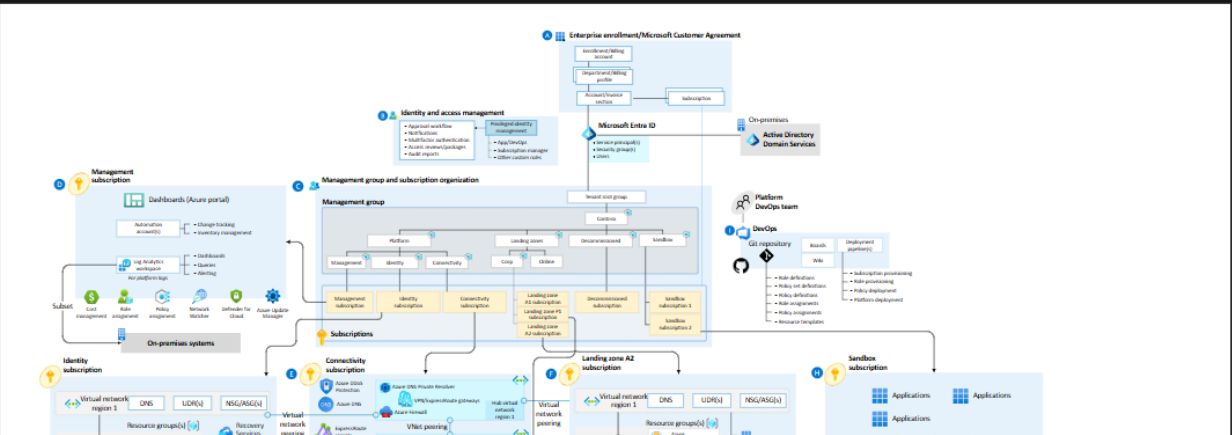 A
Enterprise enrollment/Microsoft Customer Agreement
Enrollment/Billing
account
Department/Billing
profile
Account/Invoice
section
Subscription
B
Identity and access management
Approval workflow
Notifications
Multifactor authentication
Access reviews/packages
Audit reports
Privileged identity
management
App/DevOps
Subscription manager
Other custom roles
Microsoft Entra ID
Service principal(s)
Security group(s)
Users
On-premises
Active Directory
Domain Services
D
Management
subscription
Dashboards (Azure portal)
Automation
account(s)
Change tracking
Inventory management
Log Analytics
workspace
For platform logs
Dashboards
Queries
Alerting
Subset
Cost
management
Role
assignment
Policy
assignment
Network
Watcher
Defender for
Cloud
Azure Update
Manager
On-premises systems
C
Management group and subscription organization
Management group
Tenant root group
Contoso
Platform
Landing zones
Decommissioned
Sandbox
Management
Identity
Connectivity
Corp
Online
Management
subscription
Identity
subscription
Connectivity
subscription
Landing zone
A1 subscription
Landing zone P1
subscription
Landing zone
A2 subscription
Decommissioned
subscription
Sandbox
subscription 1
Sandbox
subscription 2
Subscriptions
Platform
DevOps team
I
DevOps
Git repository
Boards
Wiki
Deployment
pipeline(s)
Role definitions
Policy set definitions
Policy definitions
Role assignments
Policy assignments
Resource templates
Subscription provisioning
Role provisioning
Policy deployment
Platform deployment
Identity
subscription
Virtual network
region 1
DNS
UDR(s)
NSG/ASG(s)
Resource group(s)
Recovery
Services
Virtual
network
peering
E
Connectivity
subscription
Azure DDoS
Protection
DNS
Azure DNS
ExpressRoute
Azure DNS Private Resolver
VPN/ExpressRoute gateways
Azure Firewall
Hub virtual
network
region 1
VNet peering
Virtual
network
peering
F
Landing zone A2
subscription
Virtual network
region 1
DNS
UDR(s)
NSG/ASG(s)
Resource group(s)
H
Sandbox
subscription
Applications
Applications
Applications